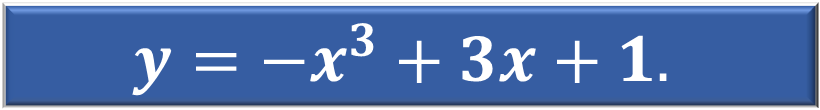 y = −x³ + 3x + 1.